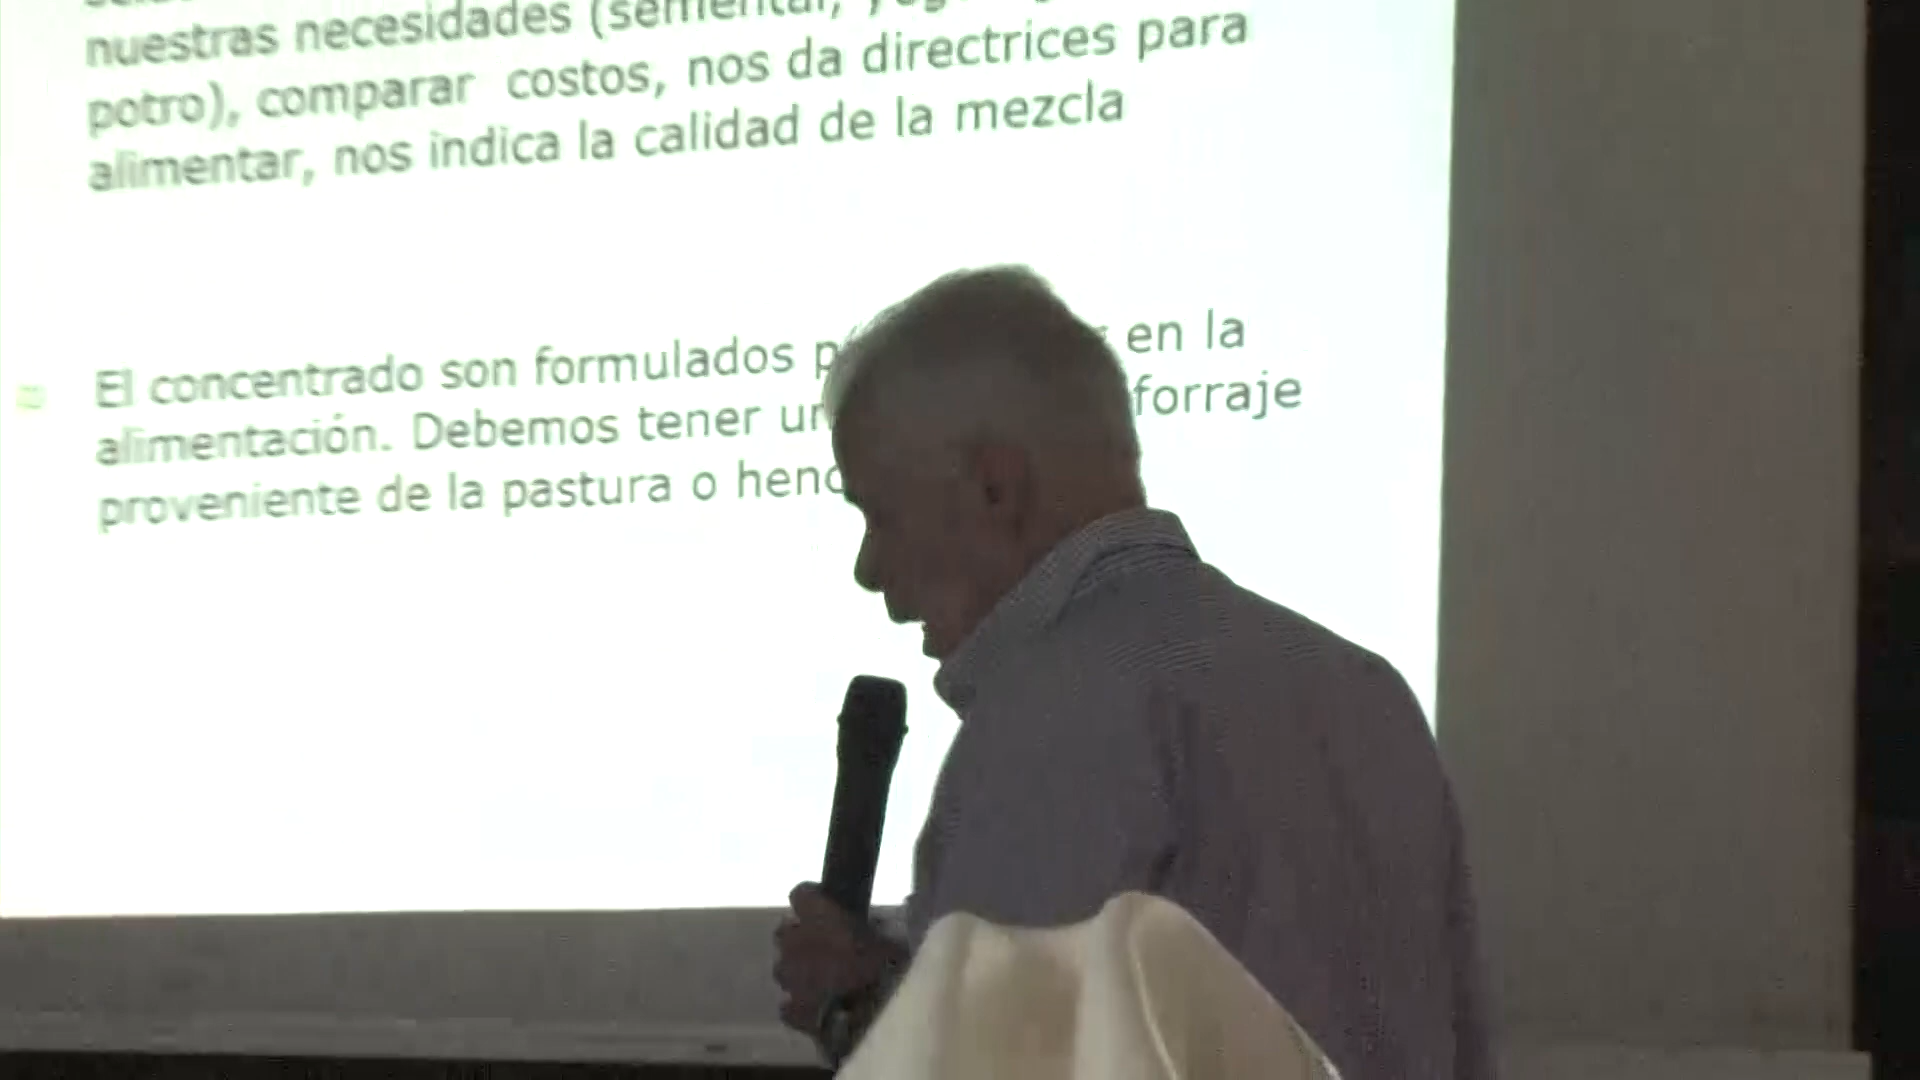 nuestras necesidades (semental,
potro), comparar costos, nos da directrices para
alimentar, nos indica la calidad de la mezcla
El concentrado son formulados en la
alimentación. Debemos tener forraje
proveniente de la pastura o